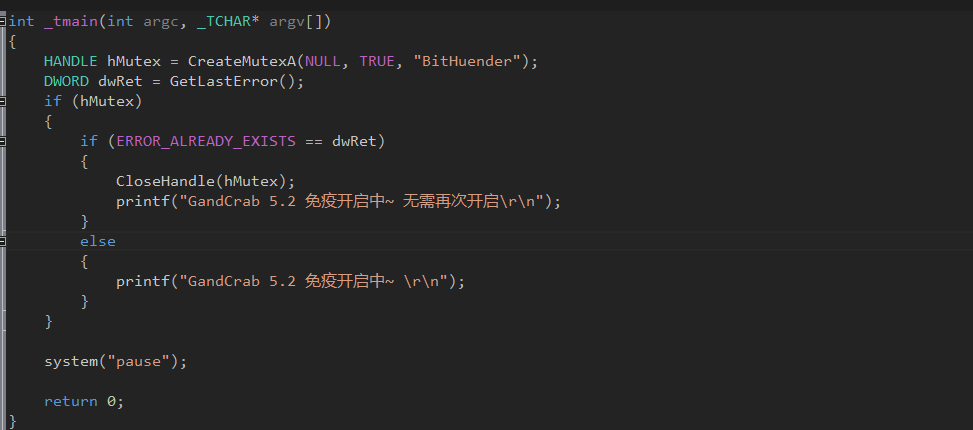 int _tmain(int argc, _TCHAR* argv[])
{
    HANDLE hMutex = CreateMutexA(NULL, TRUE, "BitHuender");
    DWORD dwRet = GetLastError();
    if (hMutex)
    {
        if (ERROR_ALREADY_EXISTS == dwRet)
        {
            CloseHandle(hMutex);
            printf("GandCrab 5.2 免疫开启中~ 无需再次开启\r\n");
        }
        else
        {
            printf("GandCrab 5.2 免疫开启中~ \r\n");
        }
    }
    system("pause");
    return 0;
}